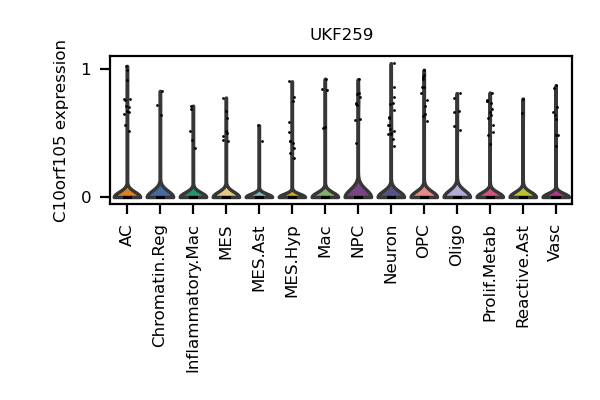 UKF259
C10orf105 expression
1
0
AC
Chromatin.Reg
Inflammatory.Mac
MES
MES.Ast
MES.Hyp
Mac
NPC
Neuron
OPC
Oligo
Prolif.Metab
Reactive.Ast
Vasc